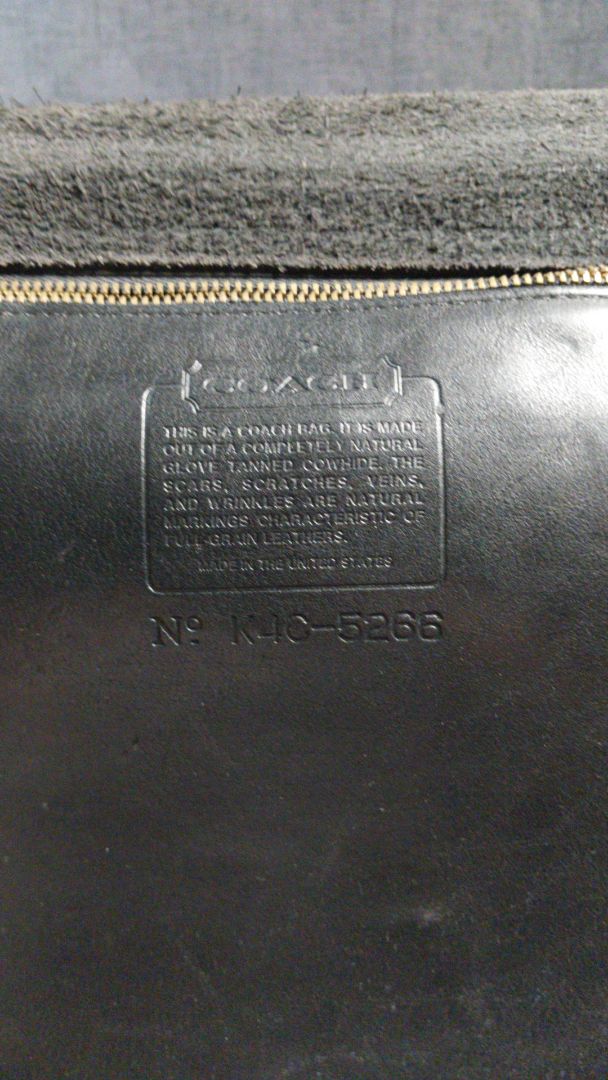 COACH
THIS IS A COACH BAG. IT IS MADE
OUT OF A COMPLETELY NATURAL
GLOVE TANNED COWHIDE. THE
SCARS, SCRATCHES, VEINS,
AND WRINKLES ARE NATURAL
MARKINGS CHARACTERISTIC OF
FULL GRAIN LEATHERS.
MADE IN THE UNITED STATES
Nº K4C-5266